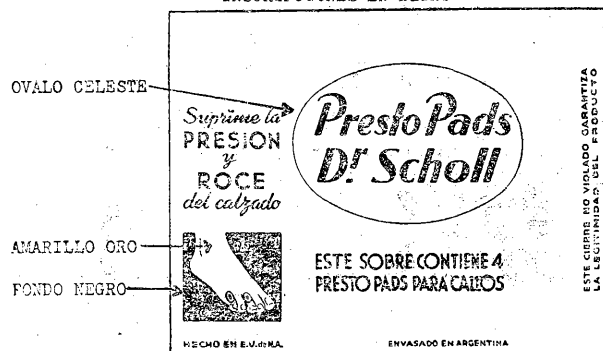 OVALO CELESTE
Suprime la
PRESION
y
ROCE
del calzado
Presto Pads
Dr Scholl
AMARILLO ORO
FONDO NEGRO
ESTE SOBRE CONTIENE 4
PRESTO PADS PARA CALLOS
HECHO EN E.U. de N.A.
ENVASADO EN ARGENTINA
ESTE CIERRE NO VIOLADO GARANTIZA
LA LEGITIMIDAD DEL PRODUCTO